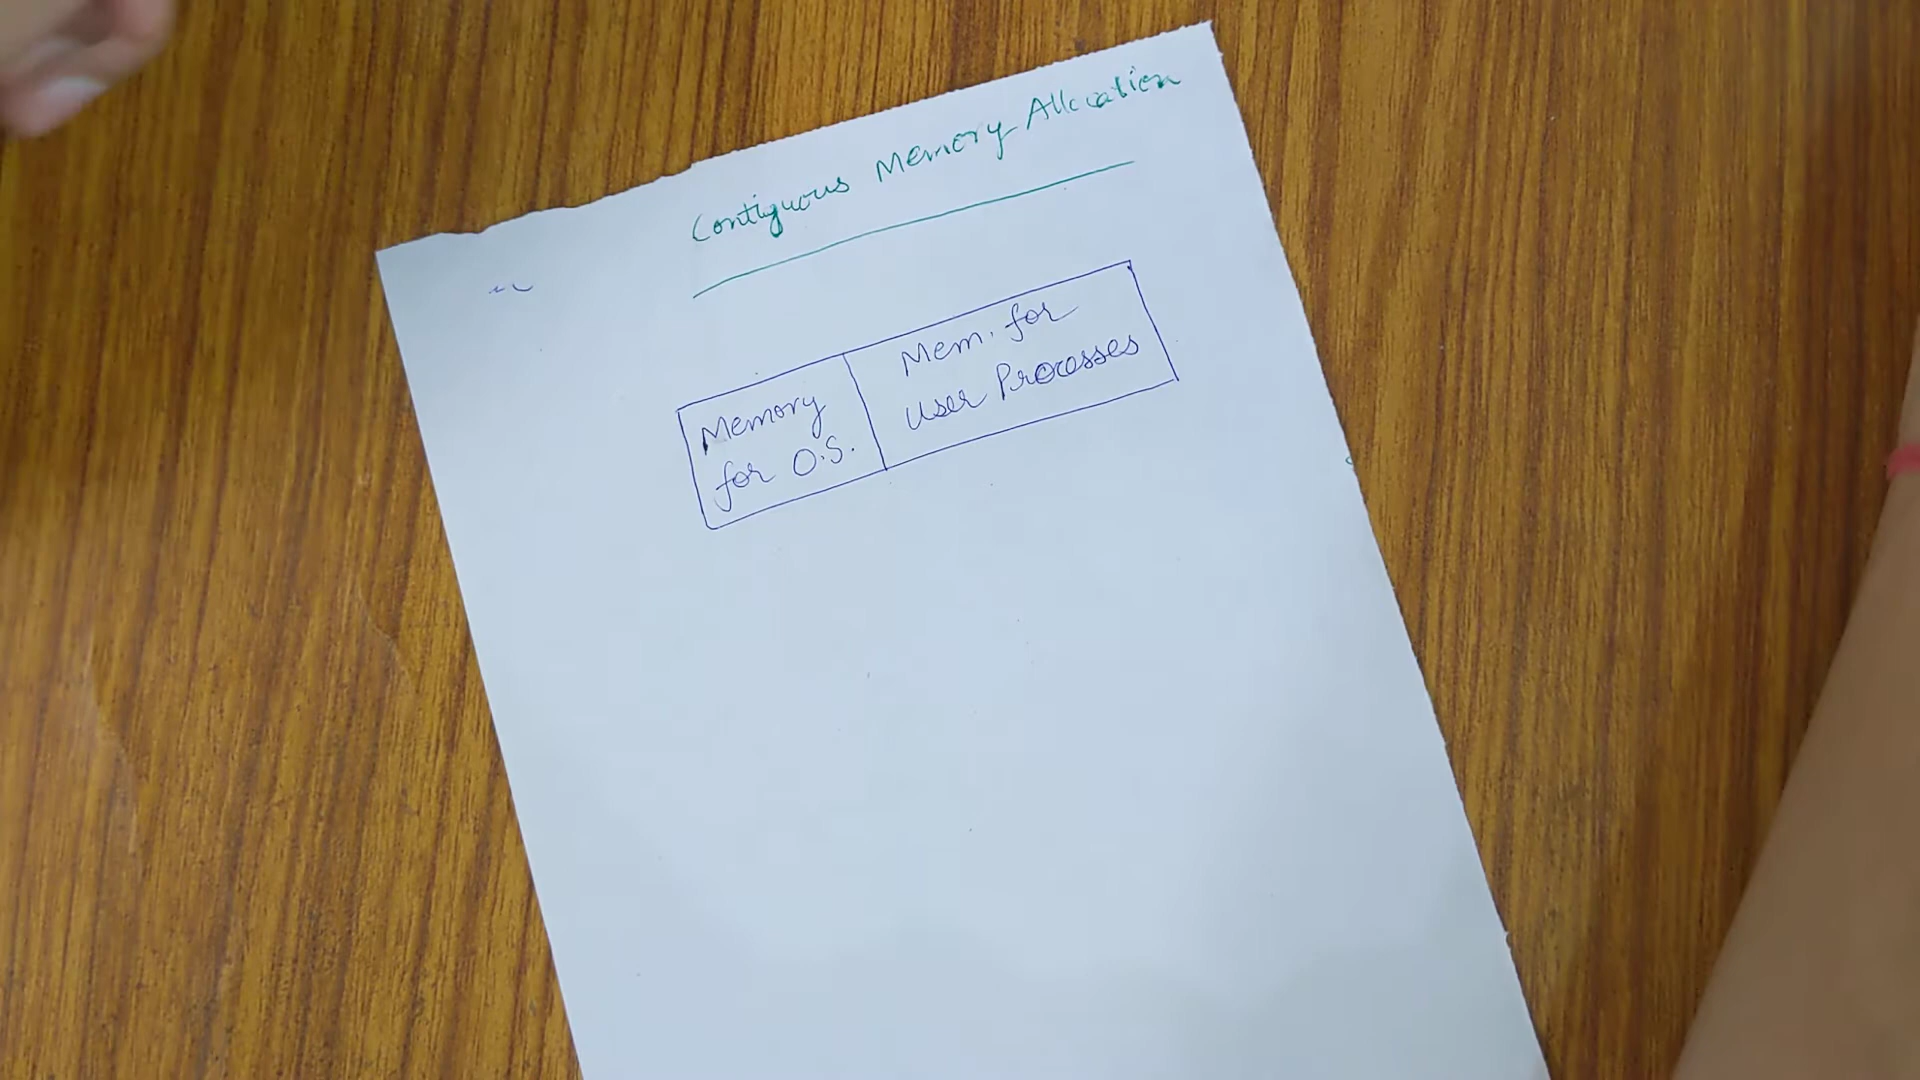 Contiguous Memory Allocation
Memory
for O.S.
Mem. for
User Processes